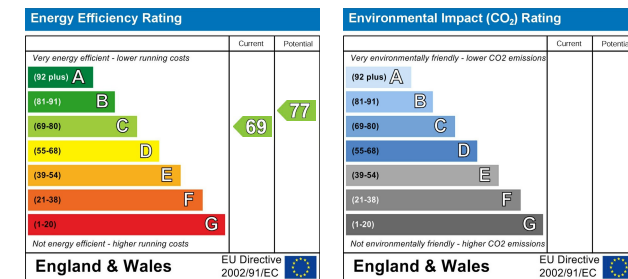 Energy Efficiency Rating
Current Potential
Very energy efficient - lower running costs
(92 plus) A
(81-91) B
(69-80) C
(55-68) D
(39-54) E
(21-38) F
(1-20) G
69
77
Not energy efficient - higher running costs
England & Wales
EU Directive
2002/91/EC
Environmental Impact (CO2) Rating
Current Potentia
Very environmentally friendly - lower CO2 emissions
(92 plus) A
(81-91) B
(69-80) C
(55-68) D
(39-54) E
(21-38) F
(1-20) G
Not environmentally friendly - higher CO2 emissions
England & Wales
EU Directive
2002/91/EC